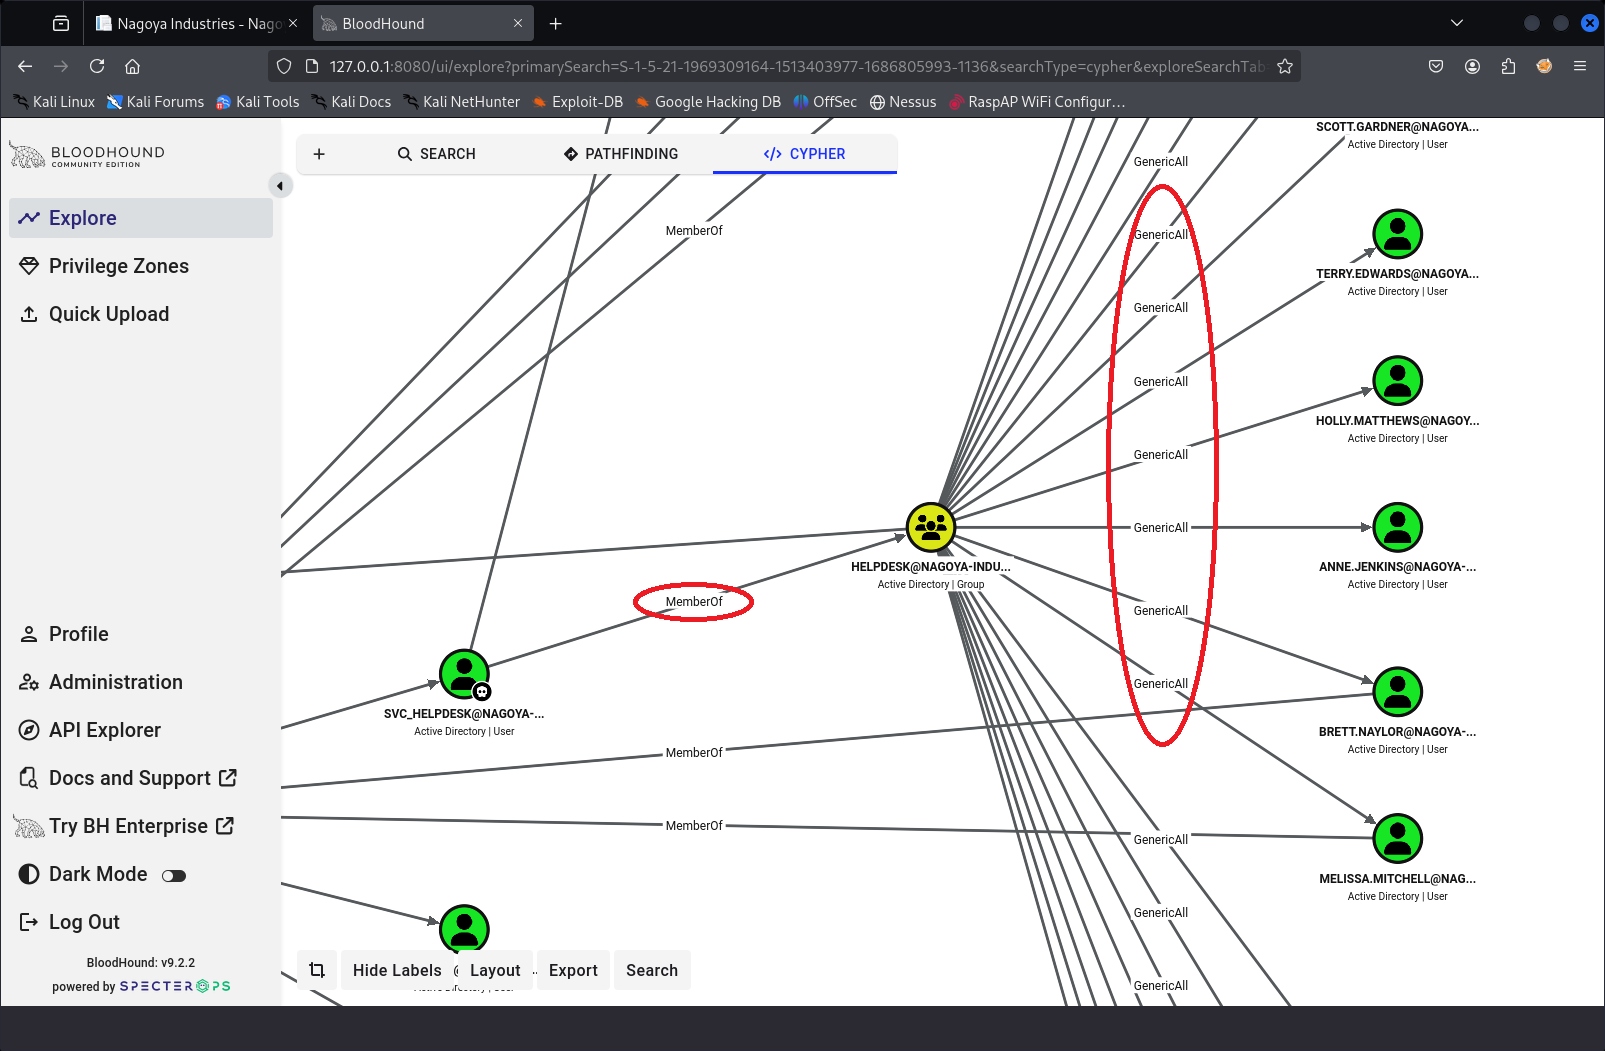 Nagoya Industries - Nago
BloodHound
127.0.0.1:8080/ui/explore?primarySearch=S-1-5-21-1969309164-1513403977-1686805993-1136&searchType=cypher&exploreSearchTab
Kali Linux
Kali Forums
Kali Tools
Kali Docs
Kali NetHunter
Exploit-DB
Google Hacking DB
OffSec
Nessus
RaspAP WiFi Configur…
BLOODHOUND
COMMUNITY EDITION
Explore
Privilege Zones
Quick Upload
Profile
Administration
API Explorer
Docs and Support
Try BH Enterprise
Dark Mode
Log Out
BloodHound: v9.2.2
powered by SPECTEROPS
SEARCH
PATHFINDING
</> CYPHER
MemberOf
MemberOf
MemberOf
MemberOf
SVC_HELPDESK@NAGOYA-...
Active Directory | User
HELPDESK@NAGOYA-INDU...
Active Directory | Group
GenericAll
GenericAll
GenericAll
GenericAll
GenericAll
GenericAll
GenericAll
GenericAll
GenericAll
GenericAll
GenericAll
SCOTT.GARDNER@NAGOYA...
Active Directory | User
TERRY.EDWARDS@NAGOYA...
Active Directory | User
HOLLY.MATTHEWS@NAGOY...
Active Directory | User
ANNE.JENKINS@NAGOYA-...
Active Directory | User
BRETT.NAYLOR@NAGOYA-...
Active Directory | User
MELISSA.MITCHELL@NAG...
Active Directory | User
Hide Labels
Layout
Export
Search